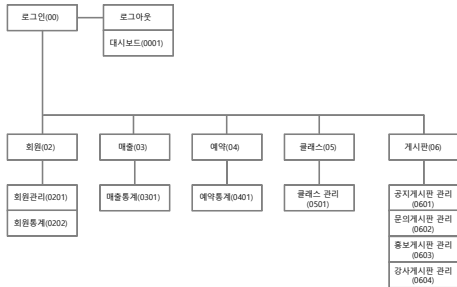 로그인(00)
로그아웃
대시보드(0001)
회원(02)
매출(03)
예약(04)
클래스(05)
게시판(06)
회원관리(0201)
회원통계(0202)
매출통계(0301)
예약통계(0401)
클래스 관리
(0501)
공지게시판 관리
(0601)
문의게시판 관리
(0602)
홍보게시판 관리
(0603)
강사게시판 관리
(0604)